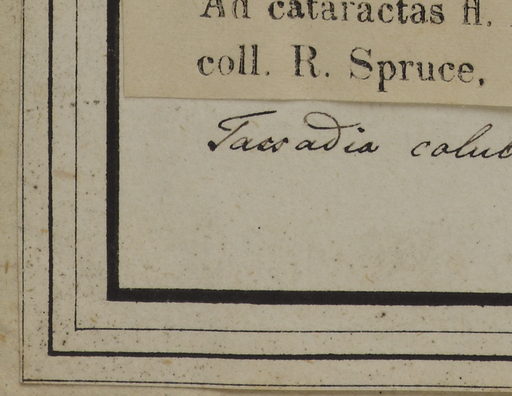 Ad cataractas fl.
coll. R. Spruce,
Tassadia colub